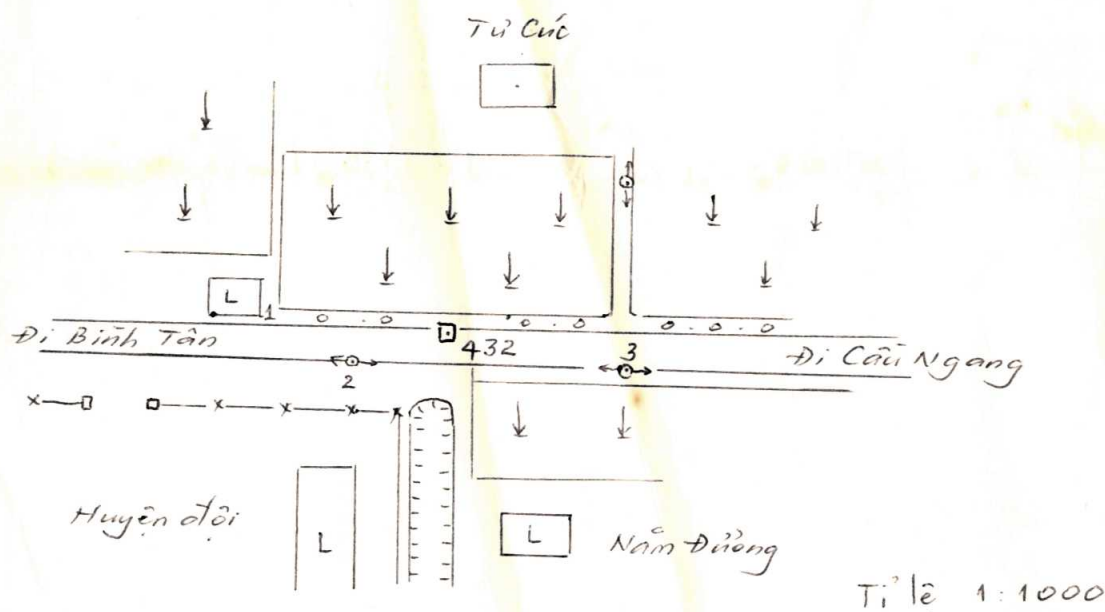 Tư Cúc
L
1
Đi Bình Tân
432
3
Đi Cầu Ngang
2
Huyện đội
L
L
Năm Đường
Tỉ lệ 1:1000